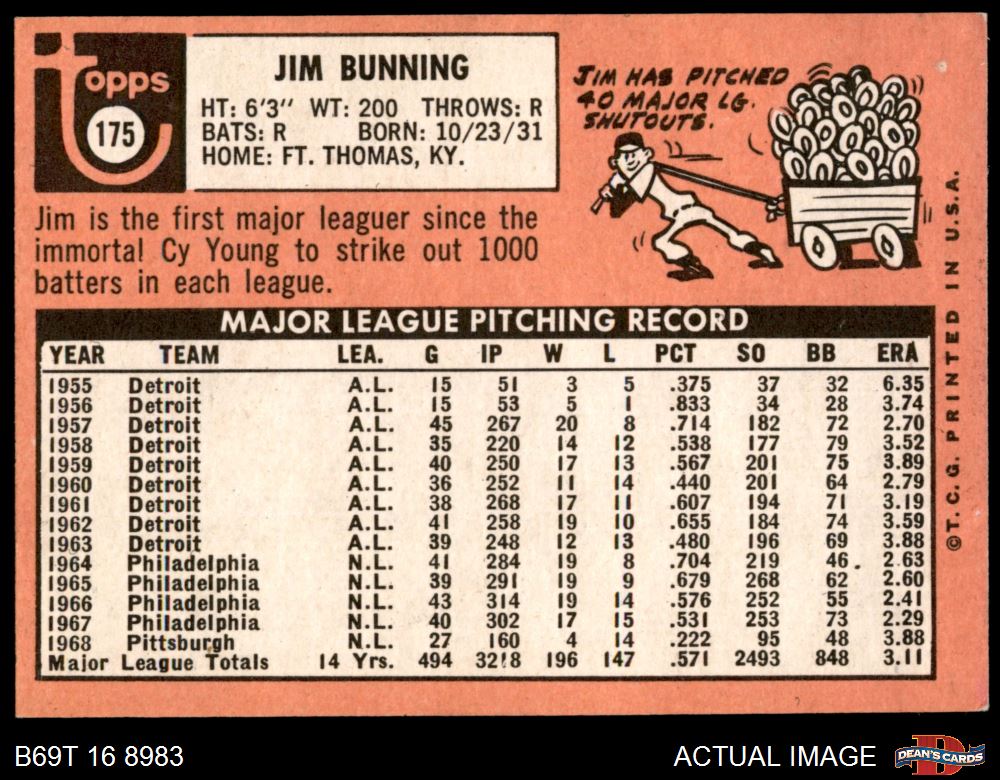 Topps
175
JIM BUNNING
HT: 6'3" WT: 200 THROWS: R
BATS: R BORN: 10/23/31
HOME: FT. THOMAS, KY.
JIM HAS PITCHED
40 MAJOR LG.
SHUTOUTS.
Jim is the first major leaguer since the
immortal Cy Young to strike out 1000
batters in each league.
MAJOR LEAGUE PITCHING RECORD
YEAR TEAM LEA. G IP W L PCT SO BB ERA
1955 Detroit A.L. 15 51 3 5 .375 37 32 6.35
1956 Detroit A.L. 15 53 5 1 .833 34 28 3.74
1957 Detroit A.L. 45 267 20 8 .714 182 72 2.70
1958 Detroit A.L. 35 220 14 12 .538 177 79 3.52
1959 Detroit A.L. 40 250 17 13 .567 201 75 3.89
1960 Detroit A.L. 36 252 11 14 .440 201 64 2.79
1961 Detroit A.L. 38 268 17 11 .607 194 71 3.19
1962 Detroit A.L. 41 258 19 10 .655 184 74 3.59
1963 Detroit A.L. 39 248 12 13 .480 196 69 3.88
1964 Philadelphia N.L. 41 284 19 8 .704 219 46 2.63
1965 Philadelphia N.L. 39 291 19 9 .679 268 62 2.60
1966 Philadelphia N.L. 43 314 19 14 .576 252 55 2.41
1967 Philadelphia N.L. 40 302 17 15 .531 253 73 2.29
1968 Pittsburgh N.L. 27 160 4 14 .222 95 48 3.88
Major League Totals 14 Yrs. 494 3218 196 147 .571 2493 848 3.11
©T.C.G. PRINTED IN U.S.A.
B69T 16 8983
ACTUAL IMAGE
DEAN'S CARDS